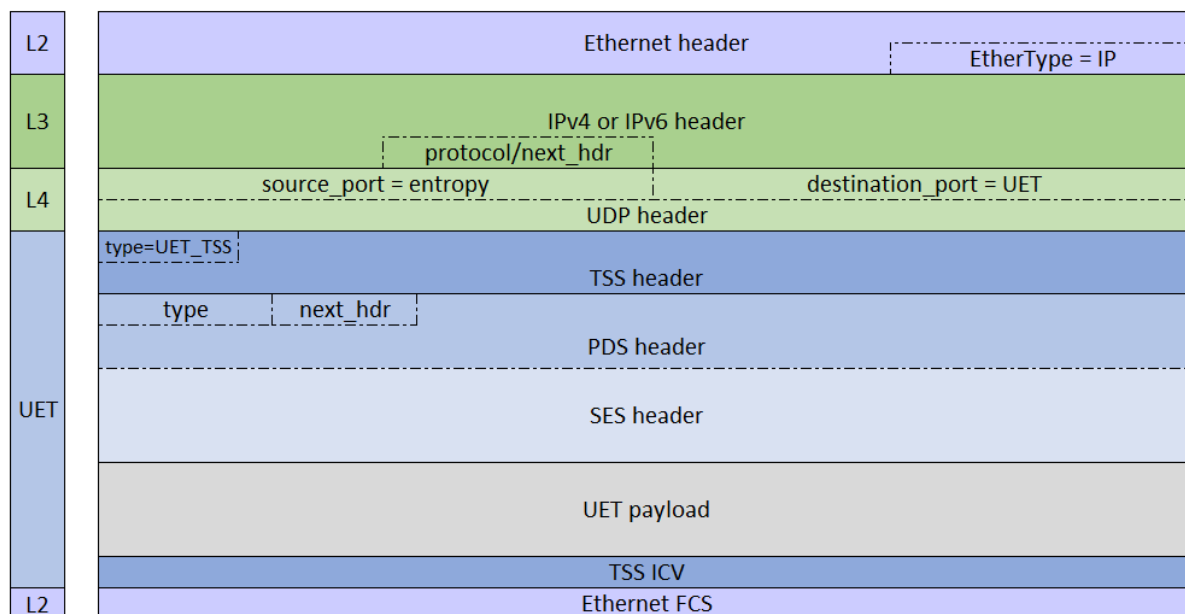 L2
Ethernet header
EtherType = IP
L3
IPv4 or IPv6 header
protocol/next_hdr
L4
source_port = entropy
destination_port = UET
UDP header
UET
type=UET_TSS
TSS header
type
next_hdr
PDS header
SES header
UET payload
TSS ICV
L2
Ethernet FCS